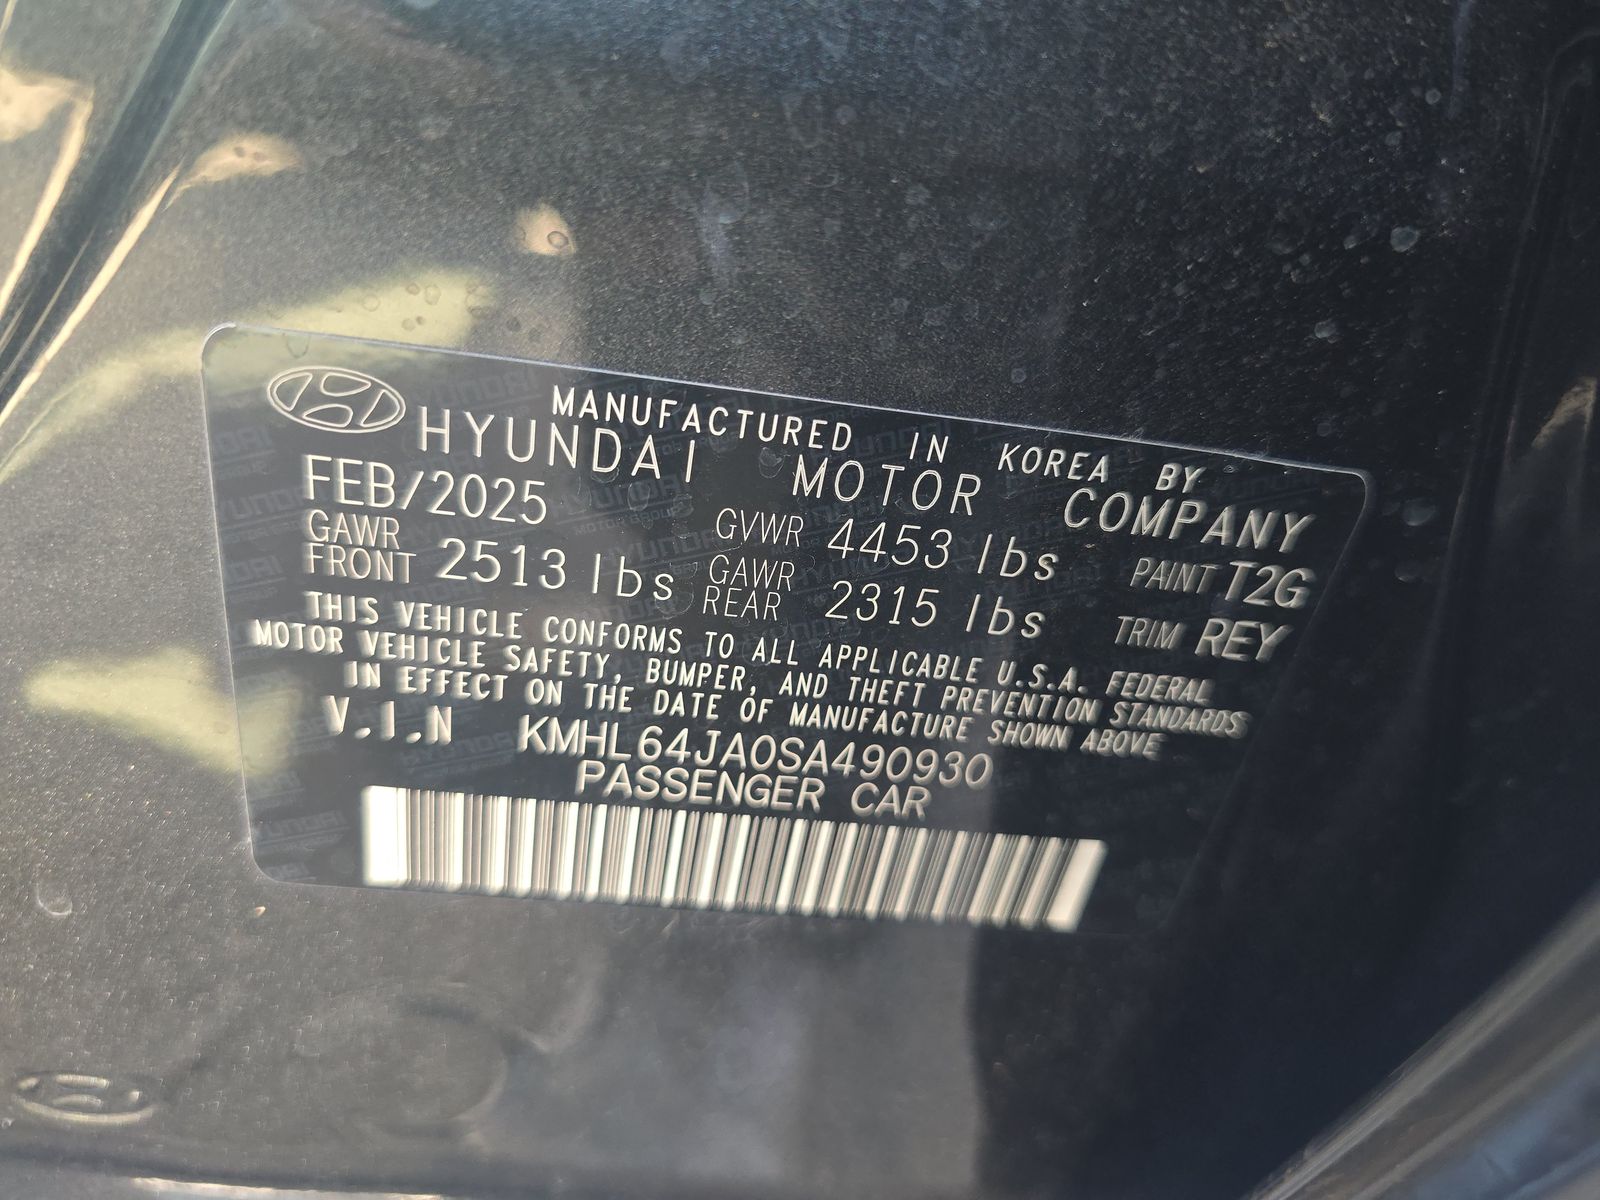 MANUFACTURED IN KOREA BY
HYUNDAI MOTOR COMPANY
FEB/2025 GVWR 4453 lbs PAINT T2G
GAWR FRONT 2513 lbs GAWR REAR 2315 lbs TRIM REY
THIS VEHICLE CONFORMS TO ALL APPLICABLE U.S.A. FEDERAL
MOTOR VEHICLE SAFETY, BUMPER, AND THEFT PREVENTION STANDARDS
IN EFFECT ON THE DATE OF MANUFACTURE SHOWN ABOVE
V.I.N KMHL64JA0SA490930
PASSENGER CAR